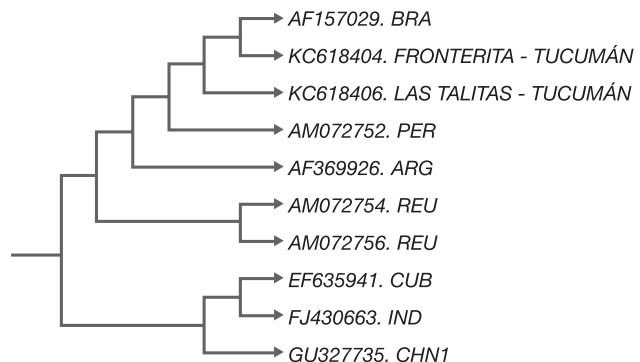 AF157029. BRA
KC618404. FRONTERITA - TUCUMÁN
KC618406. LAS TALITAS - TUCUMÁN
AM072752. PER
AF369926. ARG
AM072754. REU
AM072756. REU
EF635941. CUB
FJ430663. IND
GU327735. CHN1